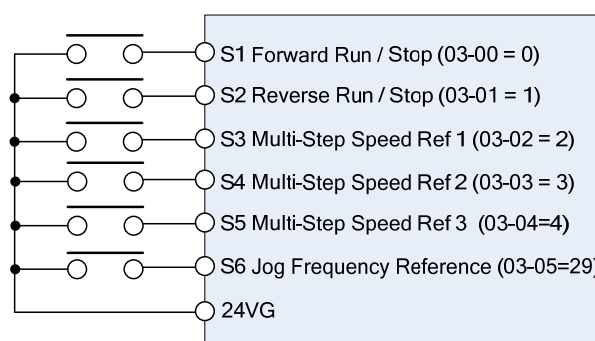 S1 Forward Run / Stop (03-00 = 0)
S2 Reverse Run / Stop (03-01 = 1)
S3 Multi-Step Speed Ref 1 (03-02 = 2)
S4 Multi-Step Speed Ref 2 (03-03 = 3)
S5 Multi-Step Speed Ref 3 (03-04=4)
S6 Jog Frequency Reference (03-05=29)
24VG